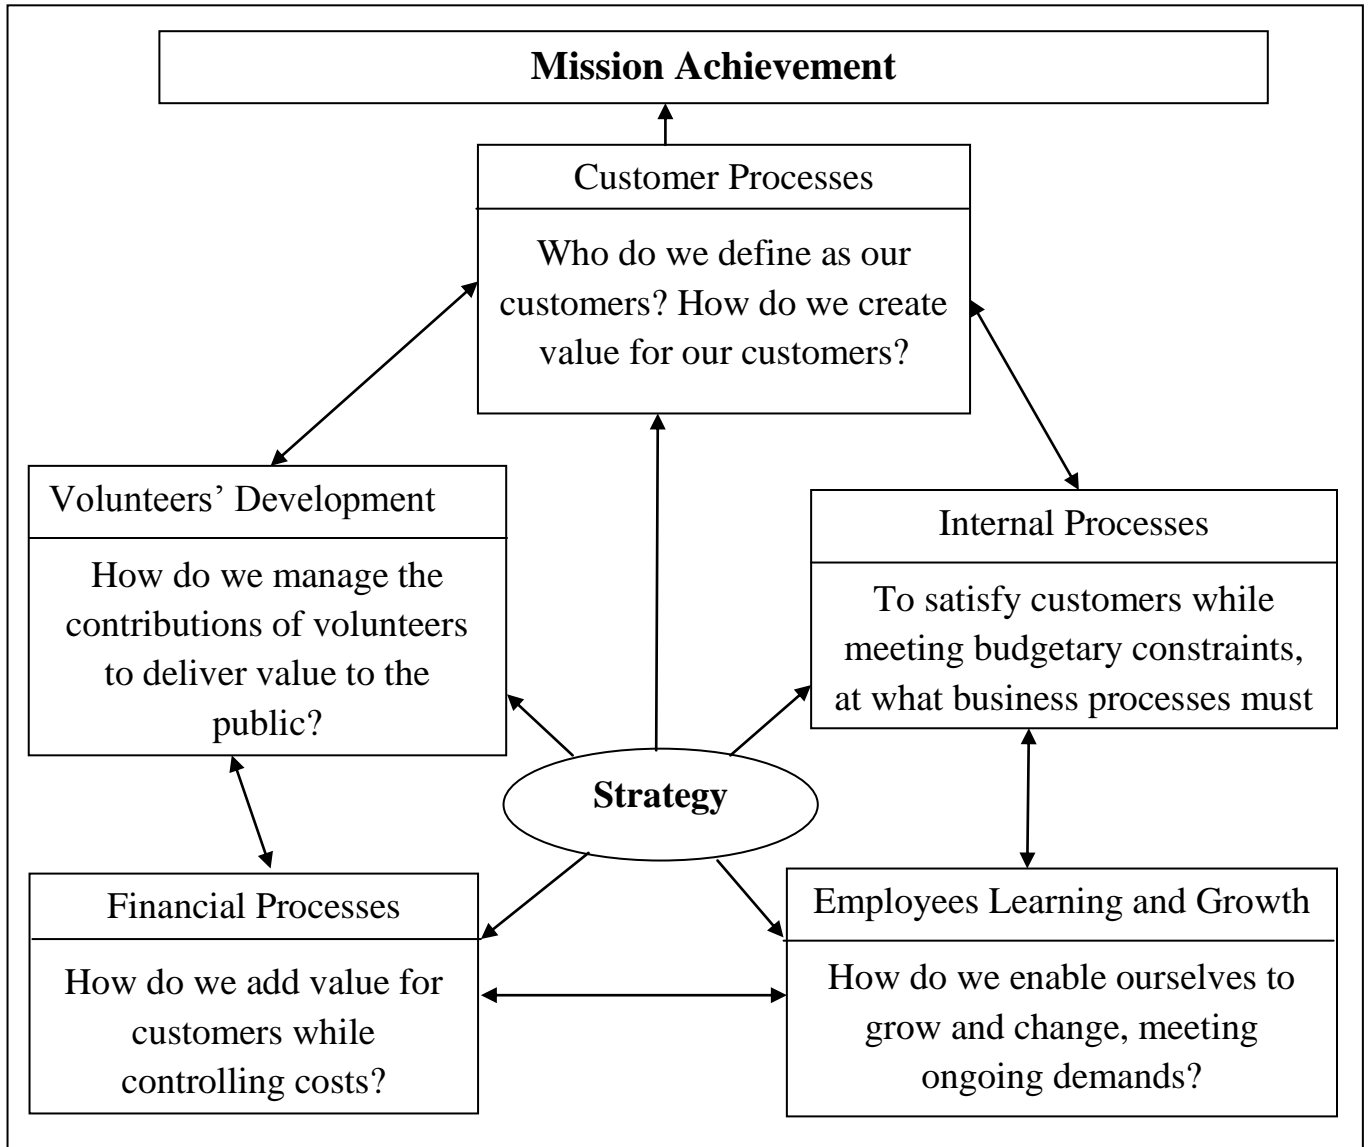 Mission Achievement
Customer Processes
Who do we define as our
customers? How do we create
value for our customers?
Volunteers’ Development
How do we manage the
contributions of volunteers
to deliver value to the
public?
Internal Processes
To satisfy customers while
meeting budgetary constraints,
at what business processes must
Strategy
Financial Processes
How do we add value for
customers while
controlling costs?
Employees Learning and Growth
How do we enable ourselves to
grow and change, meeting
ongoing demands?